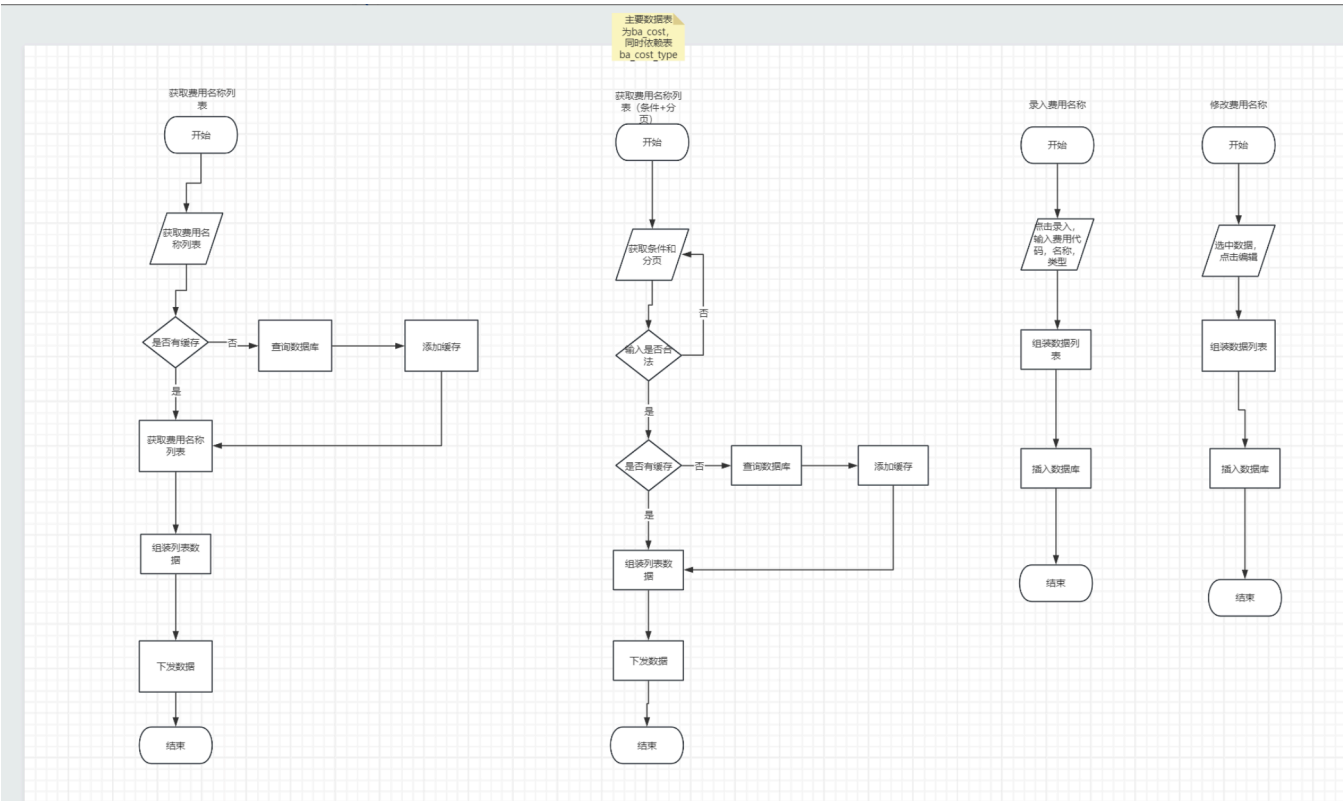 主要数据表
为ba_cost,
同时依赖表
ba_cost_type
获取费用名称列
表
开始
获取费用名
称列表
是否有缓存
否
查询数据库
添加缓存
是
获取费用名称
列表
组装列表数
据
下发数据
结束
获取费用名称列
表（条件+分
页）
开始
获取条件和
分页
否
输入是否合
法
是
是否有缓存
否
查询数据库
添加缓存
是
组装列表数
据
下发数据
结束
录入费用名称
开始
点击录入，
输入费用代
码，名称，
类型
组装数据列
表
插入数据库
结束
修改费用名称
开始
选中数据，
点击编辑
组装数据列表
插入数据库
结束